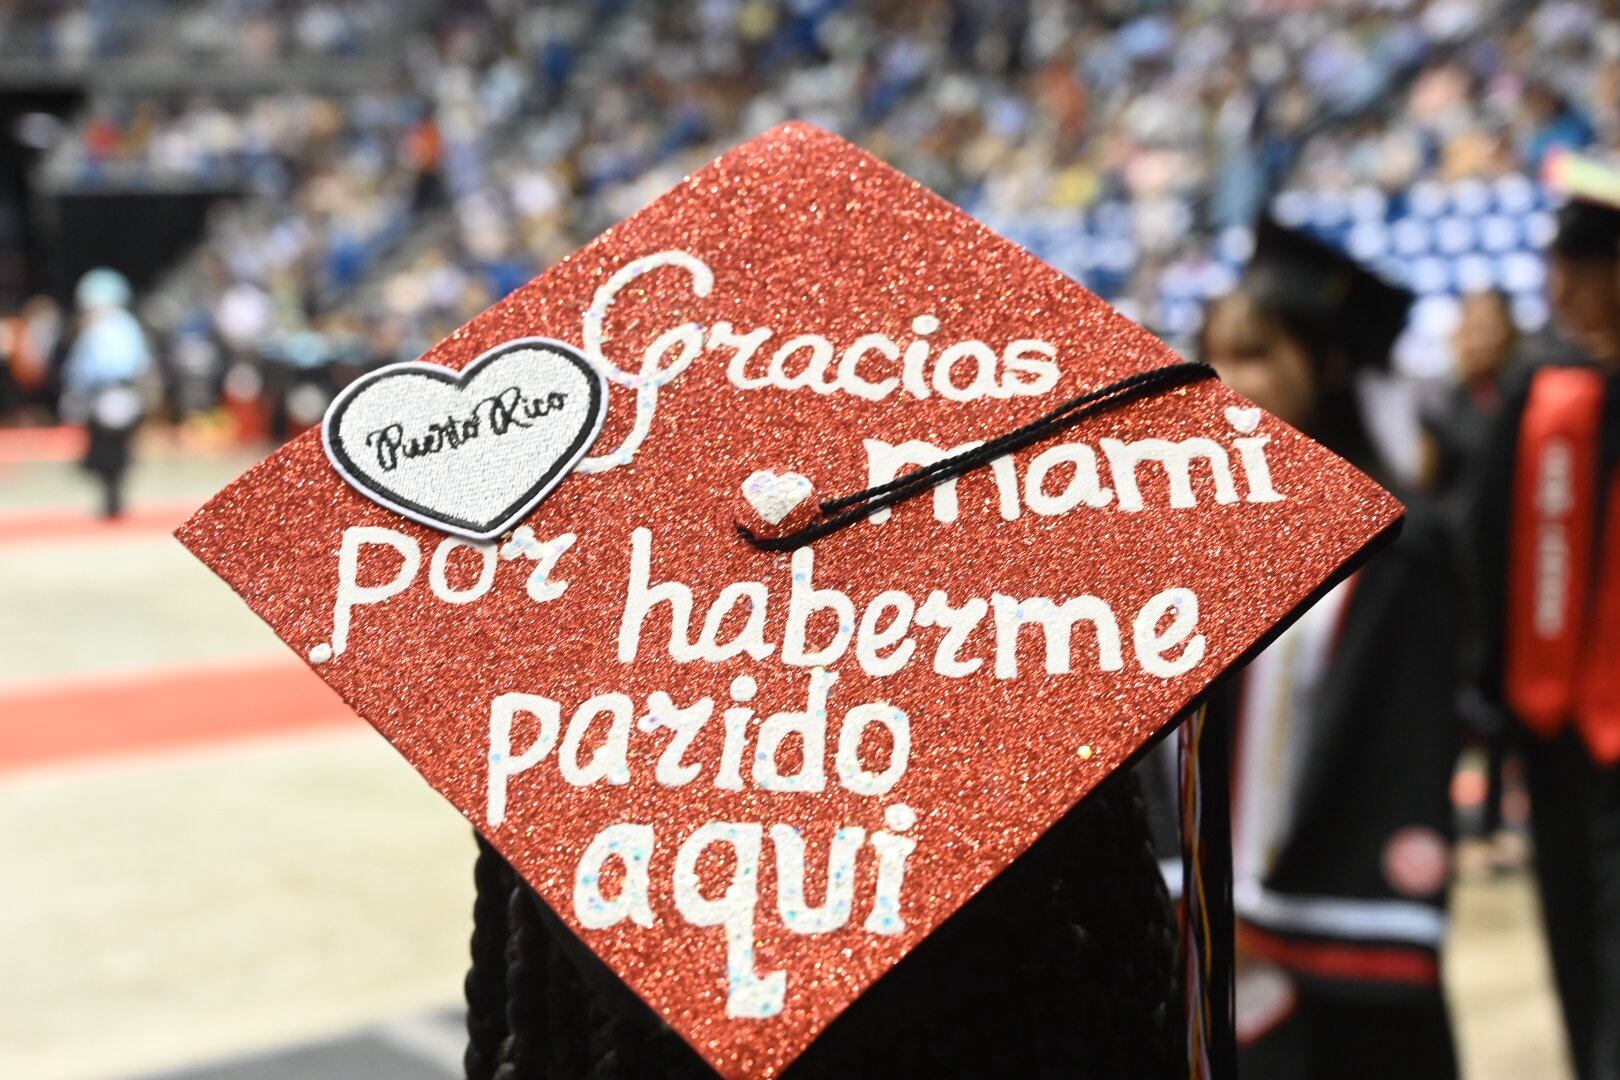 Gracias
mami
Puerto Rico
por haberme
parido
aqui